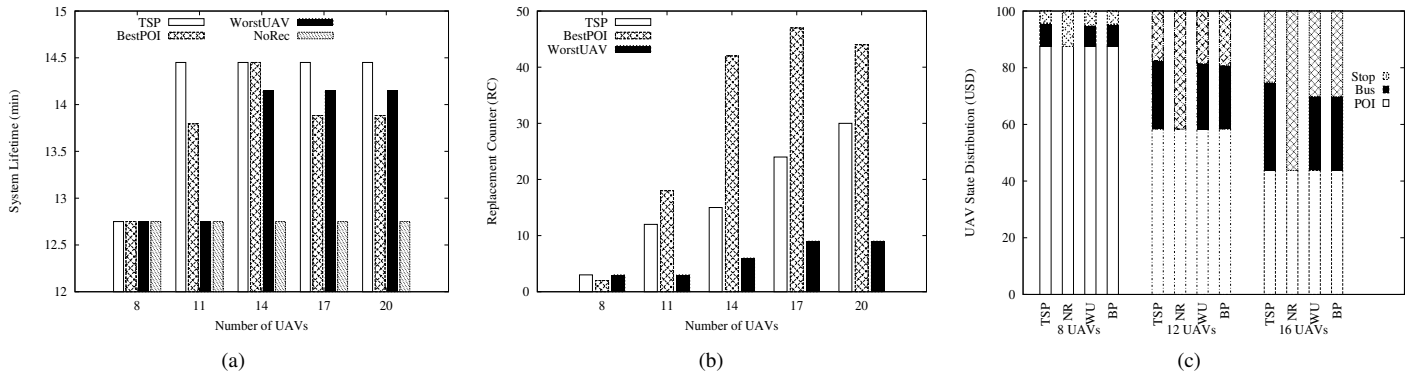 TSP
BestPOI
WorstUAV
NoRec
System Lifetime (min)
15
14.5
14
13.5
13
12.5
12
8 11 14 17 20
Number of UAVs
(a)
TSP
BestPOI
WorstUAV
Replacement Counter (RC)
50
40
30
20
10
0
8 11 14 17 20
Number of UAVs
(b)
Stop
Bus
POI
UAV State Distribution (USD)
100
80
60
40
20
0
TSP NR WU BP TSP NR WU BP TSP NR WU BP
8 UAVs 12 UAVs 16 UAVs
(c)